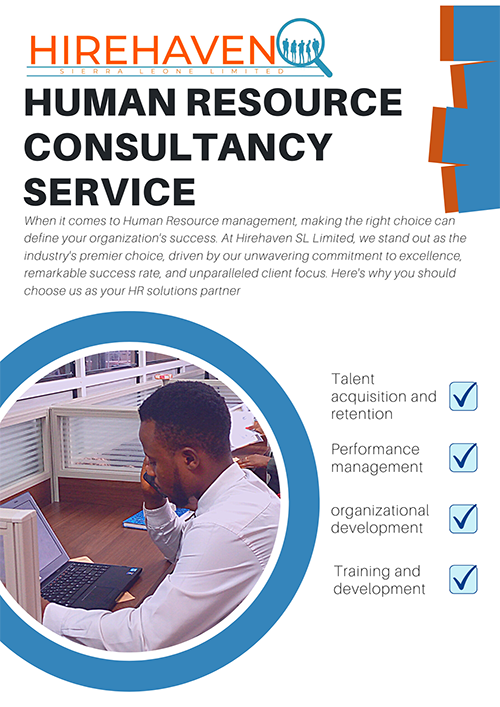 HIREHAVEN
SIERRA LEONE LIMITED
HUMAN RESOURCE
CONSULTANCY
SERVICE
When it comes to Human Resource management, making the right choice can
define your organization's success. At Hirehaven SL Limited, we stand out as the
industry's premier choice, driven by our unwavering commitment to excellence,
remarkable success rate, and unparalleled client focus. Here's why you should
choose us as your HR solutions partner
Talent
acquisition and
retention
Performance
management
organizational
development
Training and
development